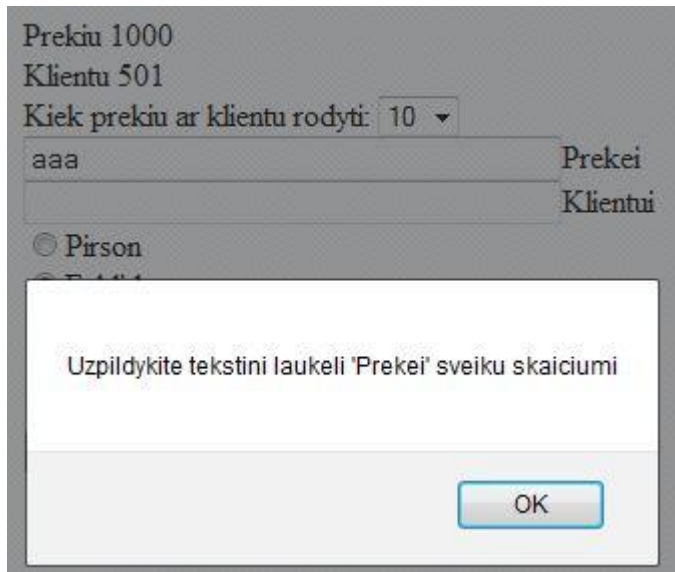 Prekiu 1000
Klientu 501
Kiek prekiu ar klientu rodyti: 10
aaa Prekei
Klientui
Pirson
Uzpildykite tekstini laukeli 'Prekei' sveiku skaiciumi
OK